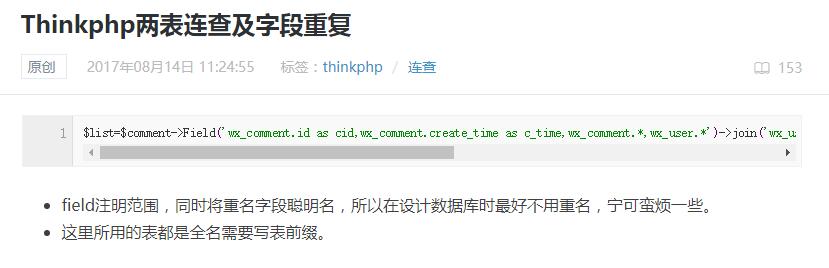 Thinkphp两表连查及字段重复
原创 2017年08月14日 11:24:55 标签：thinkphp / 连查 153
1 $list=$comment->Field('wx_comment.id as cid,wx_comment.create_time as c_time,wx_comment.*,wx_user.*')->join('wx_u
field注明范围，同时将重名字段聪明名，所以在设计数据库时最好不用重名，宁可蛮烦一些。
这里所用的表都是全名需要写表前缀。